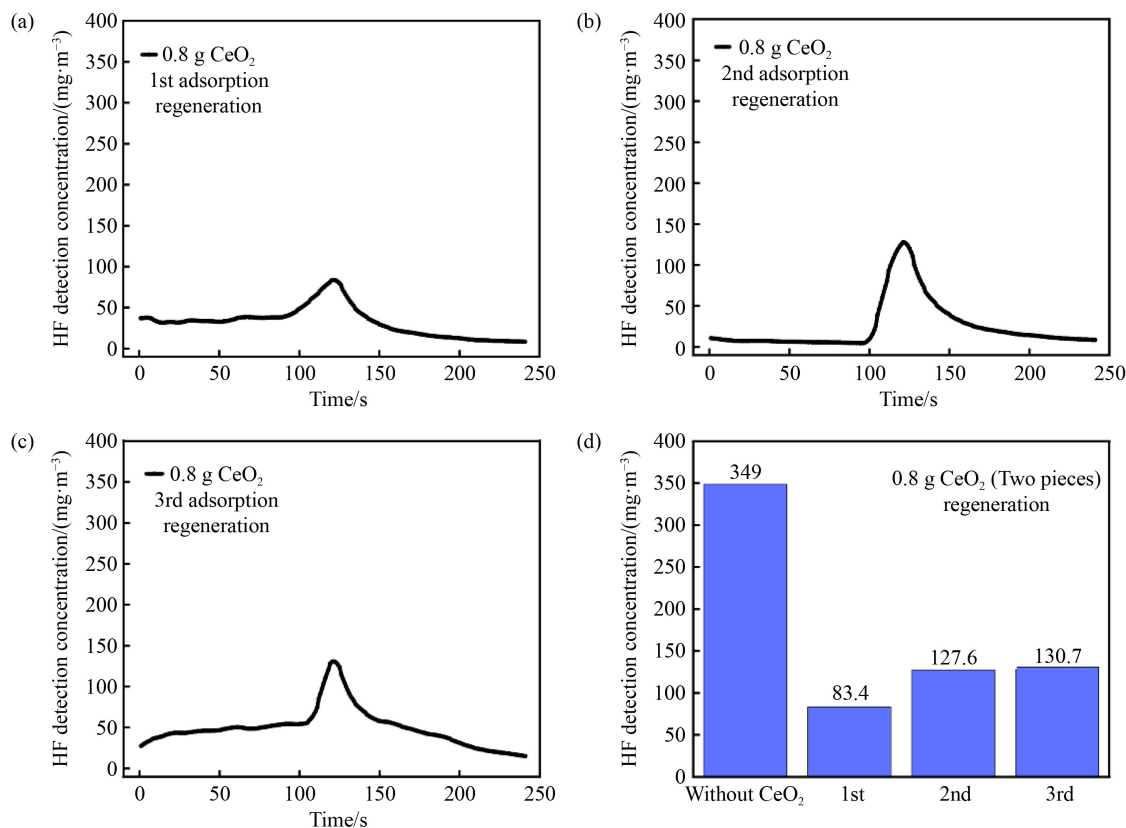 (a)
HF detection concentration/(mg·m⁻³)
400
350
300
250
200
150
100
50
0
0.8 g CeO₂
1st adsorption
regeneration
0 50 100 150 200 250
Time/s
(b)
HF detection concentration/(mg·m⁻³)
400
350
300
250
200
150
100
50
0
0.8 g CeO₂
2nd adsorption
regeneration
0 50 100 150 200 250
Time/s
(c)
HF detection concentration/(mg·m⁻³)
400
350
300
250
200
150
100
50
0
0.8 g CeO₂
3rd adsorption
regeneration
0 50 100 150 200 250
Time/s
(d)
HF detection concentration/(mg·m⁻³)
400
350
300
250
200
150
100
50
0
0.8 g CeO₂ (Two pieces)
regeneration
349
83.4
127.6
130.7
Without CeO₂ 1st 2nd 3rd